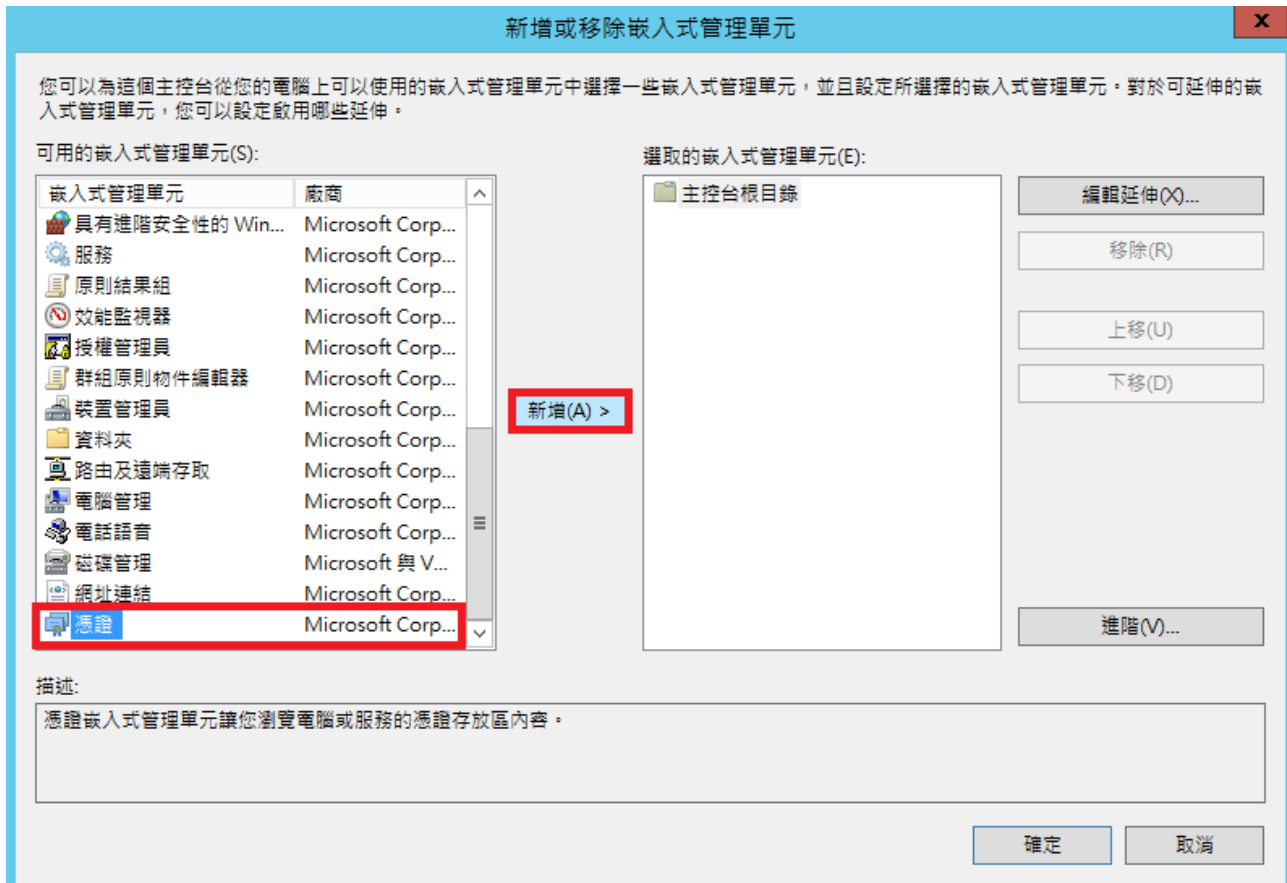 新增或移除嵌入式管理單元
x
您可以為這個主控台從您的電腦上可以使用的嵌入式管理單元中選擇一些嵌入式管理單元，並且設定所選擇的嵌入式管理單元。對於可延伸的嵌
入式管理單元，您可以設定啟用哪些延伸。
可用的嵌入式管理單元(S):
嵌入式管理單元 廠商
具有進階安全性的 Win... Microsoft Corp...
服務 Microsoft Corp...
原則結果組 Microsoft Corp...
效能監視器 Microsoft Corp...
授權管理員 Microsoft Corp...
群組原則物件編輯器 Microsoft Corp...
裝置管理員 Microsoft Corp...
資料夾 Microsoft Corp...
路由及遠端存取 Microsoft Corp...
電腦管理 Microsoft Corp...
電話語音 Microsoft Corp...
磁碟管理 Microsoft 與 V...
網址連結 Microsoft Corp...
憑證 Microsoft Corp...
新增(A) >
選取的嵌入式管理單元(E):
主控台根目錄
編輯延伸(X)...
移除(R)
上移(U)
下移(D)
進階(V)...
描述:
憑證嵌入式管理單元讓您瀏覽電腦或服務的憑證存放區內容。
確定
取消